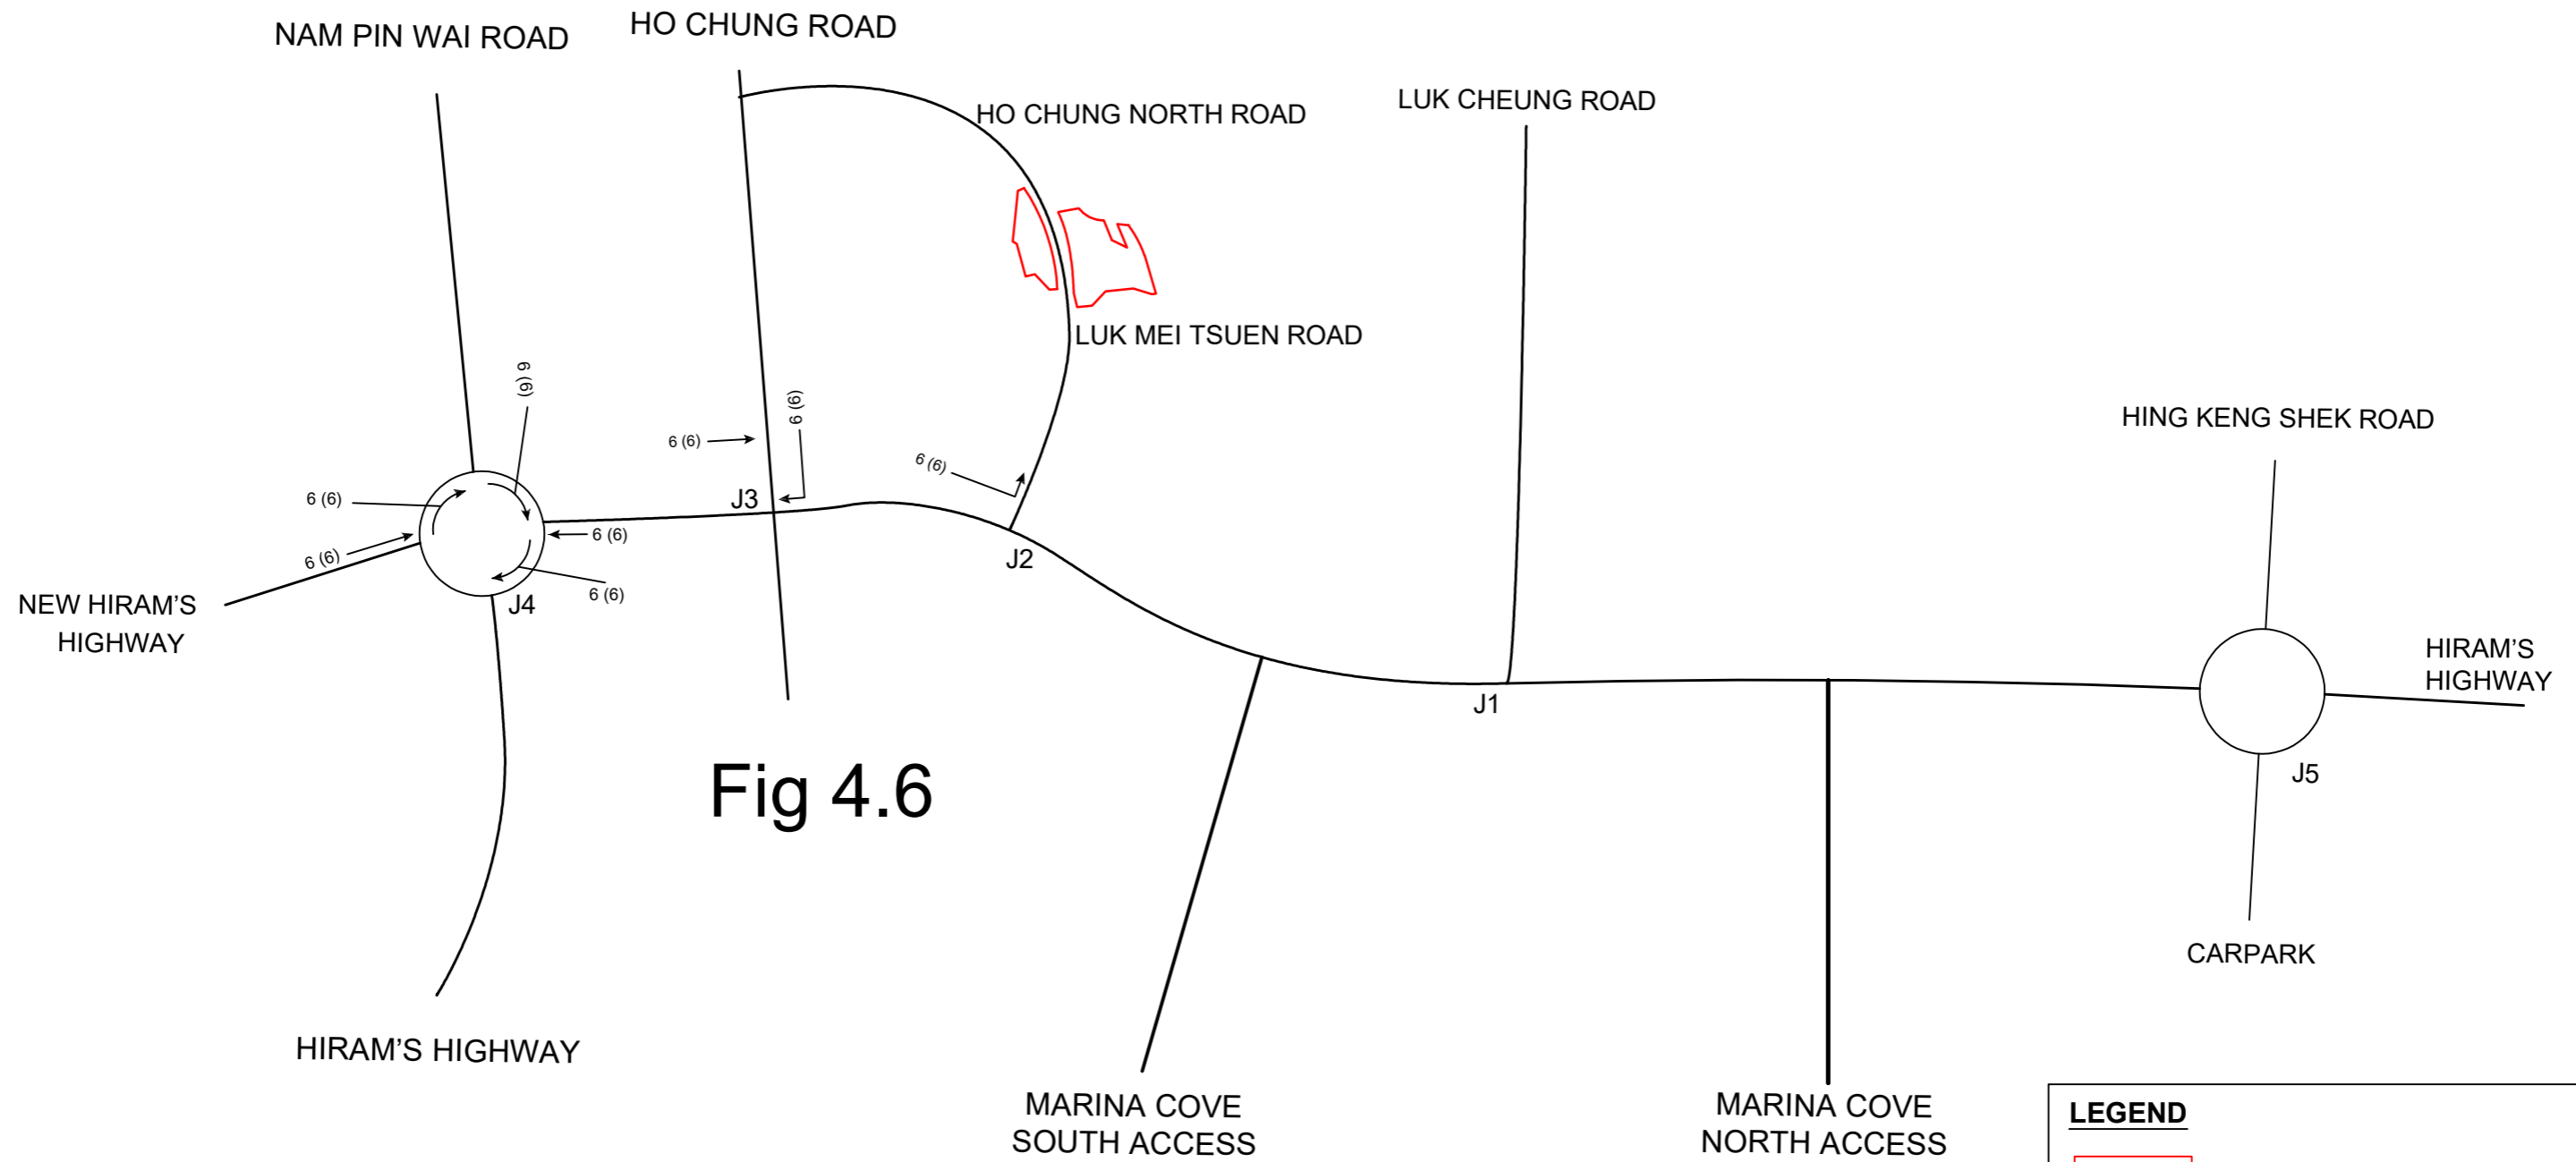 NAM PIN WAI ROAD
HO CHUNG ROAD
HO CHUNG NORTH ROAD
LUK CHEUNG ROAD
LUK MEI TSUEN ROAD
6 (6)
6 (6)
6 (6)
6 (6)
HING KENG SHEK ROAD
6 (6)
J3
6 (6)
6 (6)
J2
6 (6)
6 (6)
J4
NEW HIRAM'S
HIGHWAY
HIRAM'S
HIGHWAY
J1
J5
Fig 4.6
CARPARK
HIRAM'S HIGHWAY
MARINA COVE
SOUTH ACCESS
MARINA COVE
NORTH ACCESS
LEGEND